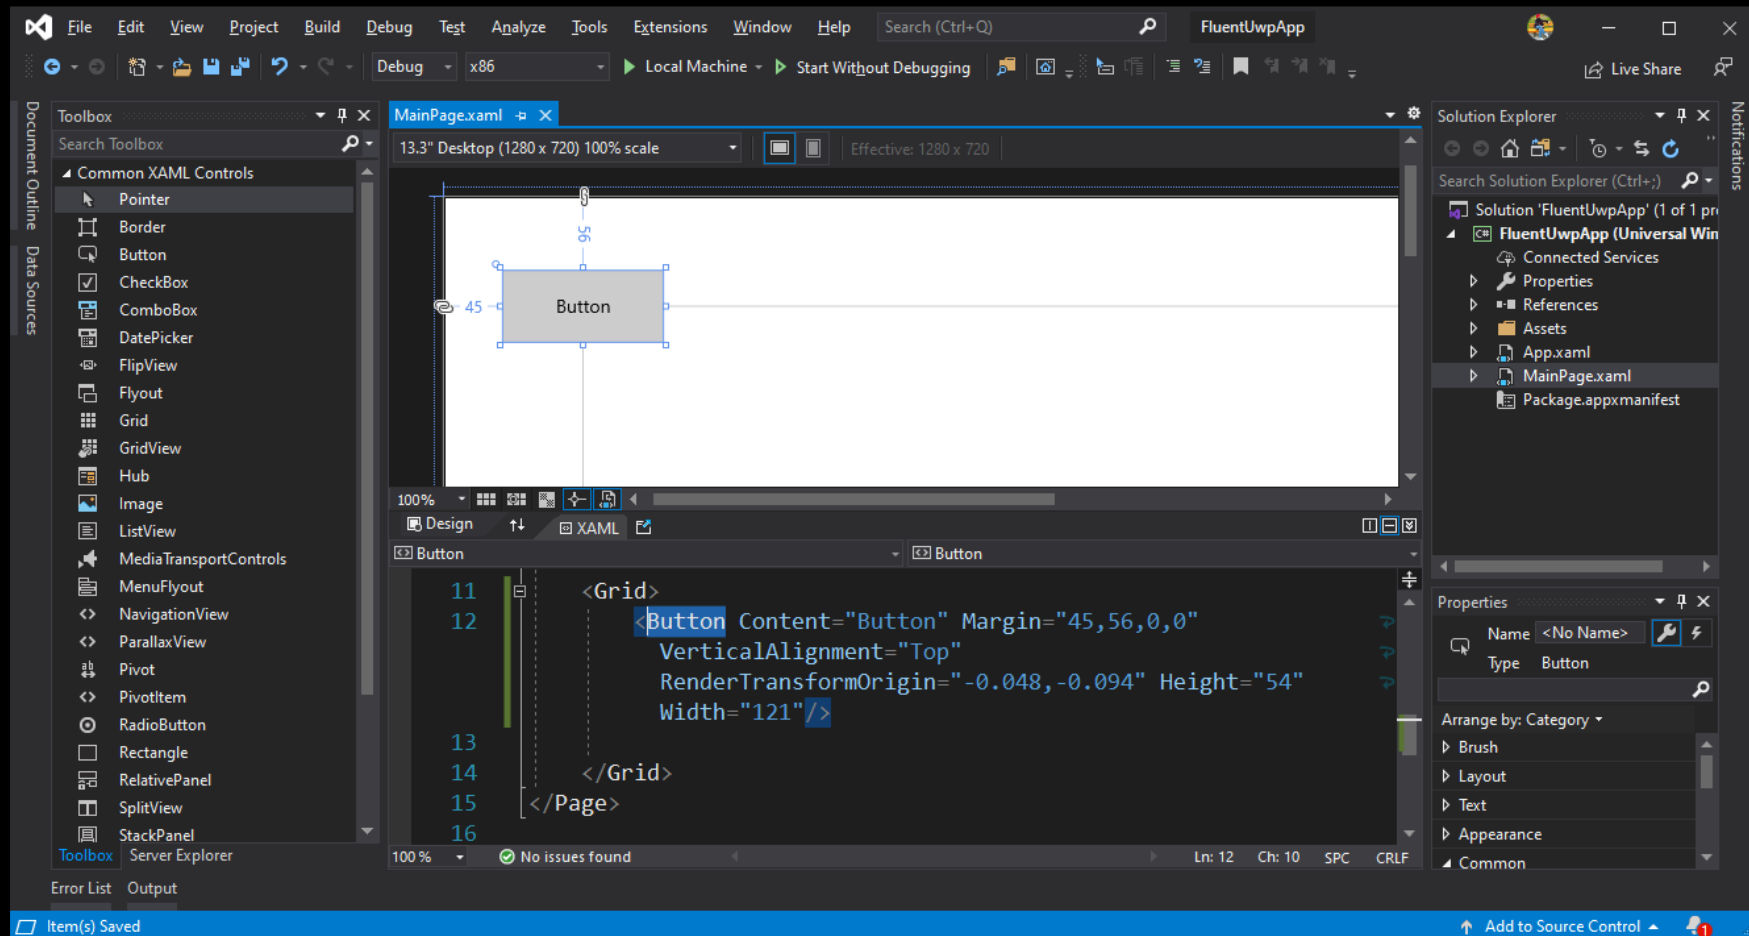 File Edit View Project Build Debug Test Analyze Tools Extensions Window Help Search (Ctrl+Q) FluentUwpApp
Debug x86 Local Machine Start Without Debugging Live Share
Document Outline
Data Sources
Toolbox
Search Toolbox
Common XAML Controls
Pointer
Border
Button
CheckBox
ComboBox
DatePicker
FlipView
Flyout
Grid
GridView
Hub
Image
ListView
MediaTransportControls
MenuFlyout
NavigationView
ParallaxView
Pivot
PivotItem
RadioButton
Rectangle
RelativePanel
SplitView
StackPanel
Toolbox Server Explorer
Error List Output
MainPage.xaml
13.3" Desktop (1280 x 720) 100% scale Effective: 1280 x 720
56
45
Button
100%
Design XAML
Button Button
11 <Grid>
12 <Button Content="Button" Margin="45,56,0,0"
VerticalAlignment="Top"
RenderTransformOrigin="-0.048,-0.094" Height="54"
Width="121"/>
13
14 </Grid>
15 </Page>
16
100 % No issues found Ln: 12 Ch: 10 SPC CRLF
Solution Explorer
Search Solution Explorer (Ctrl+;)
Solution 'FluentUwpApp' (1 of 1 pr
C# FluentUwpApp (Universal Win
Connected Services
Properties
References
Assets
App.xaml
MainPage.xaml
Package.appxmanifest
Properties
Name <No Name>
Type Button
Arrange by: Category
Brush
Layout
Text
Appearance
Common
Notifications
Item(s) Saved Add to Source Control 1